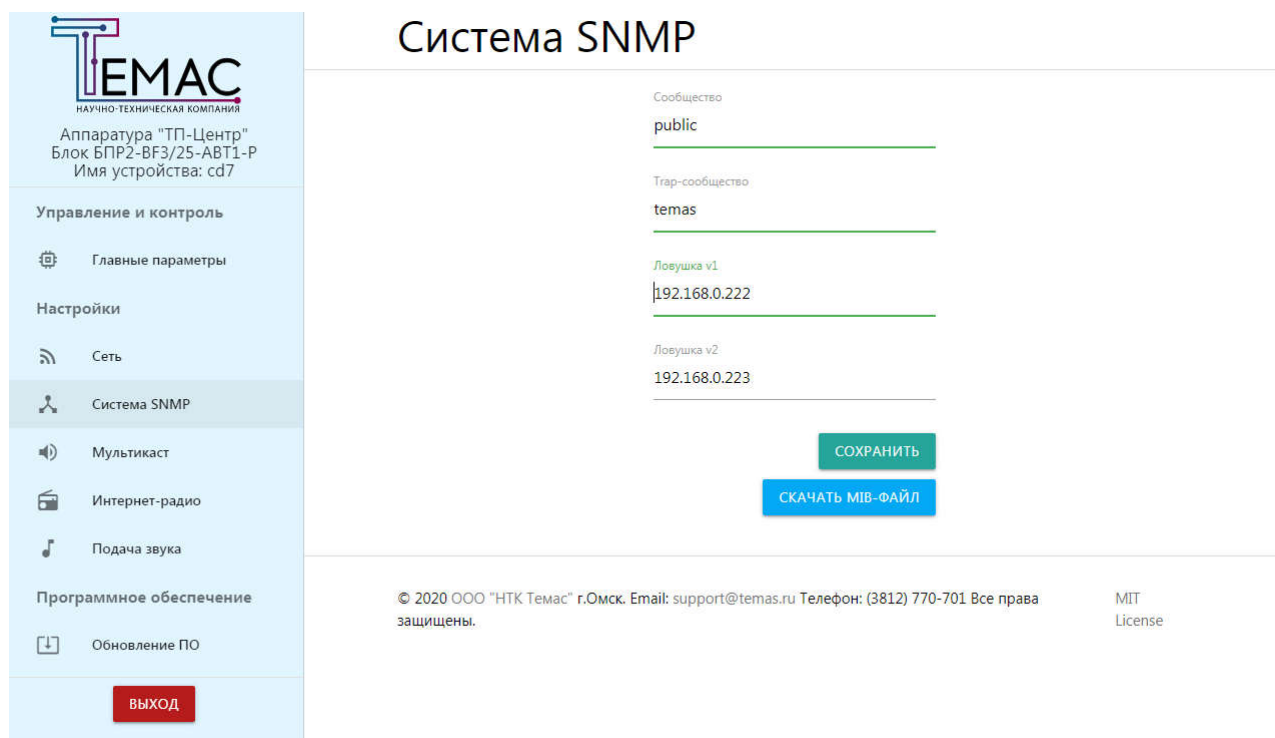 ТЕМАС
НАУЧНО-ТЕХНИЧЕСКАЯ КОМПАНИЯ
Аппаратура "ТП-Центр"
Блок БПР2-BF3/25-АВТ1-Р
Имя устройства: cd7
Управление и контроль
Главные параметры
Настройки
Сеть
Система SNMP
Мультикаст
Интернет-радио
Подача звука
Программное обеспечение
Обновление ПО
ВЫХОД
Система SNMP
Сообщество
public
Trap-сообщество
temas
Ловушка v1
192.168.0.222
Ловушка v2
192.168.0.223
СОХРАНИТЬ
СКАЧАТЬ MIB-ФАЙЛ
© 2020 ООО "НТК Темас" г.Омск. Email: support@temas.ru Телефон: (3812) 770-701 Все права
защищены.
MIT
License